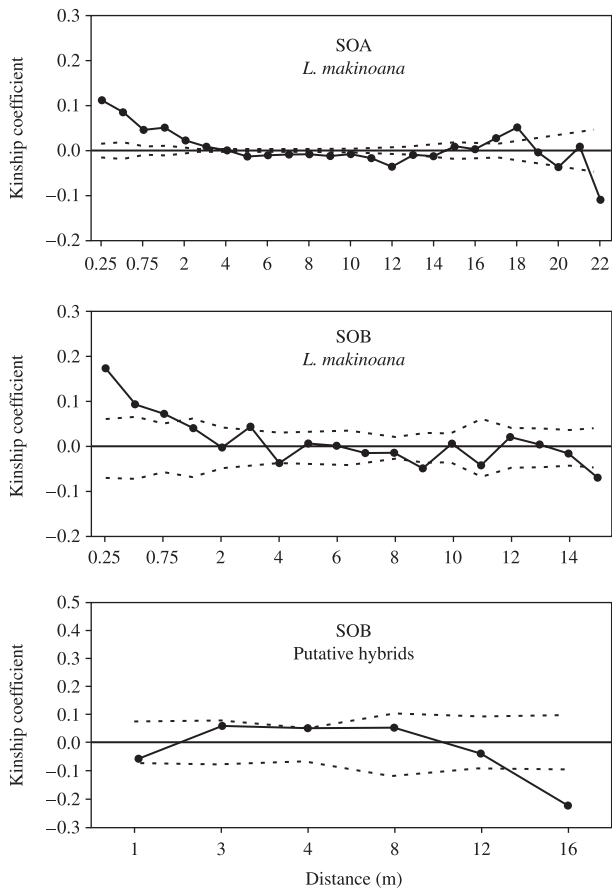 0.3
SOA
L. makinoana
0.2
0.1
0.0
−0.1
−0.2
Kinship coefficient
0.25 0.75 2 4 6 8 10 12 14 16 18 20 22
0.3
SOB
L. makinoana
0.2
0.1
0.0
−0.1
−0.2
Kinship coefficient
0.25 0.75 2 4 6 8 10 12 14
0.5
SOB
Putative hybrids
0.4
0.3
0.2
0.1
0.0
−0.1
−0.2
−0.3
Kinship coefficient
1 3 4 8 12 16
Distance (m)